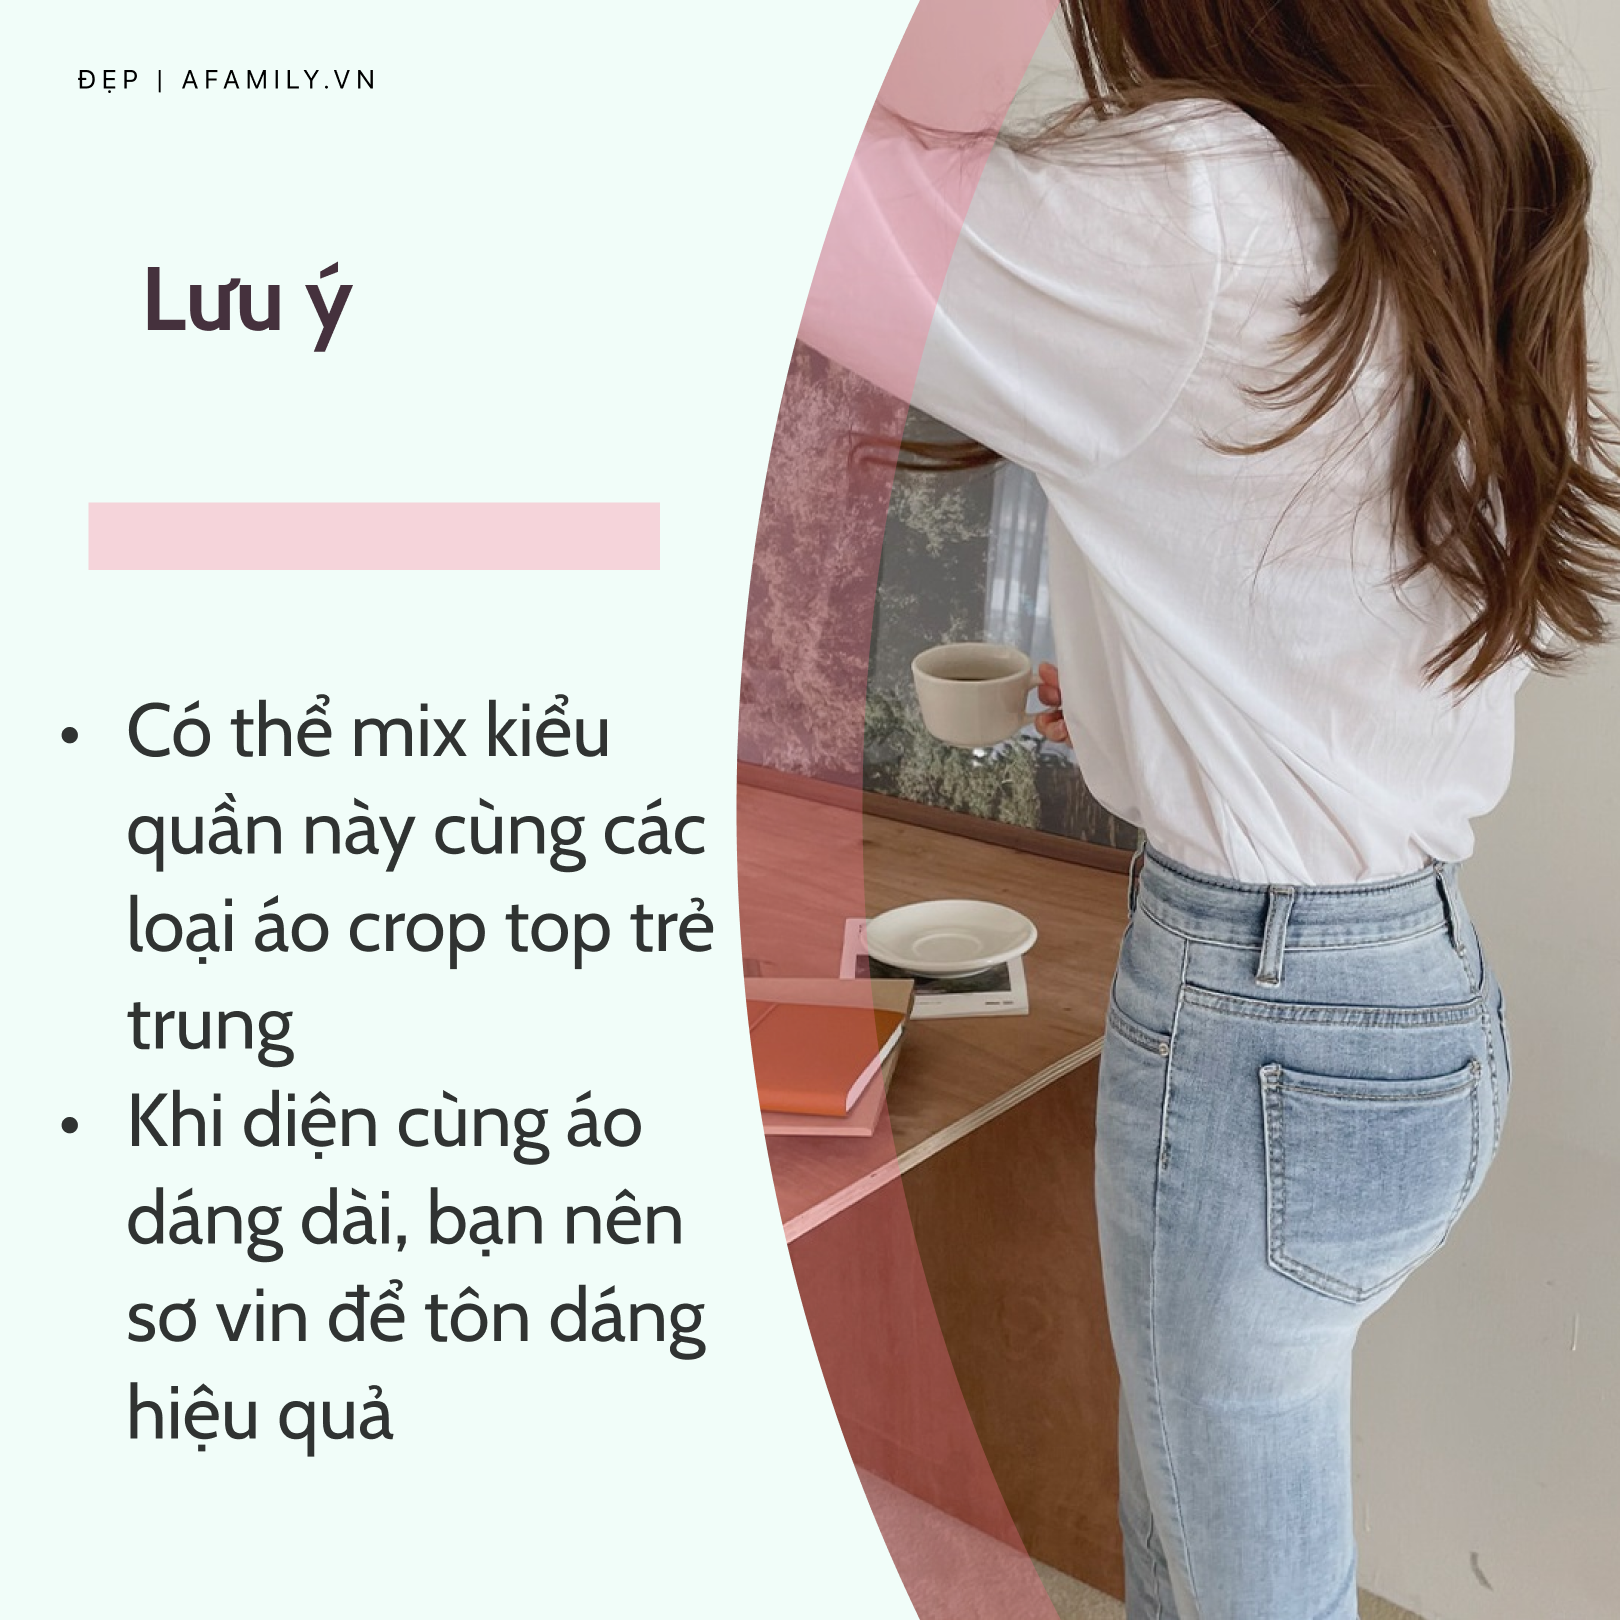 ĐẸP | AFAMILY.VN
Lưu ý
• Có thể mix kiểu
quần này cùng các
loại áo crop top trẻ
trung
• Khi diện cùng áo
dáng dài, bạn nên
sơ vin để tôn dáng
hiệu quả